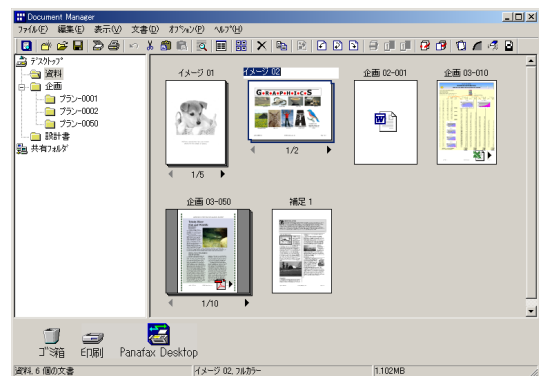 Document Manager
ファイル(F) 編集(E) 表示(V) 文書(D) オプション(P) ヘルプ(H)
デスクトップ
資料
企画
プラン-0001
プラン-0002
プラン-0050
設計書
共有フォルダ
イメージ 01
イメージ 02
企画 02-001
企画 03-010
G•R•A•P•H•I•C•S
1/5
1/2
企画 03-050
補足 1
1/10
ゴミ箱
印刷
Panafax Desktop
資料, 6 個の文書
イメージ 02, フルカラー
1.102MB